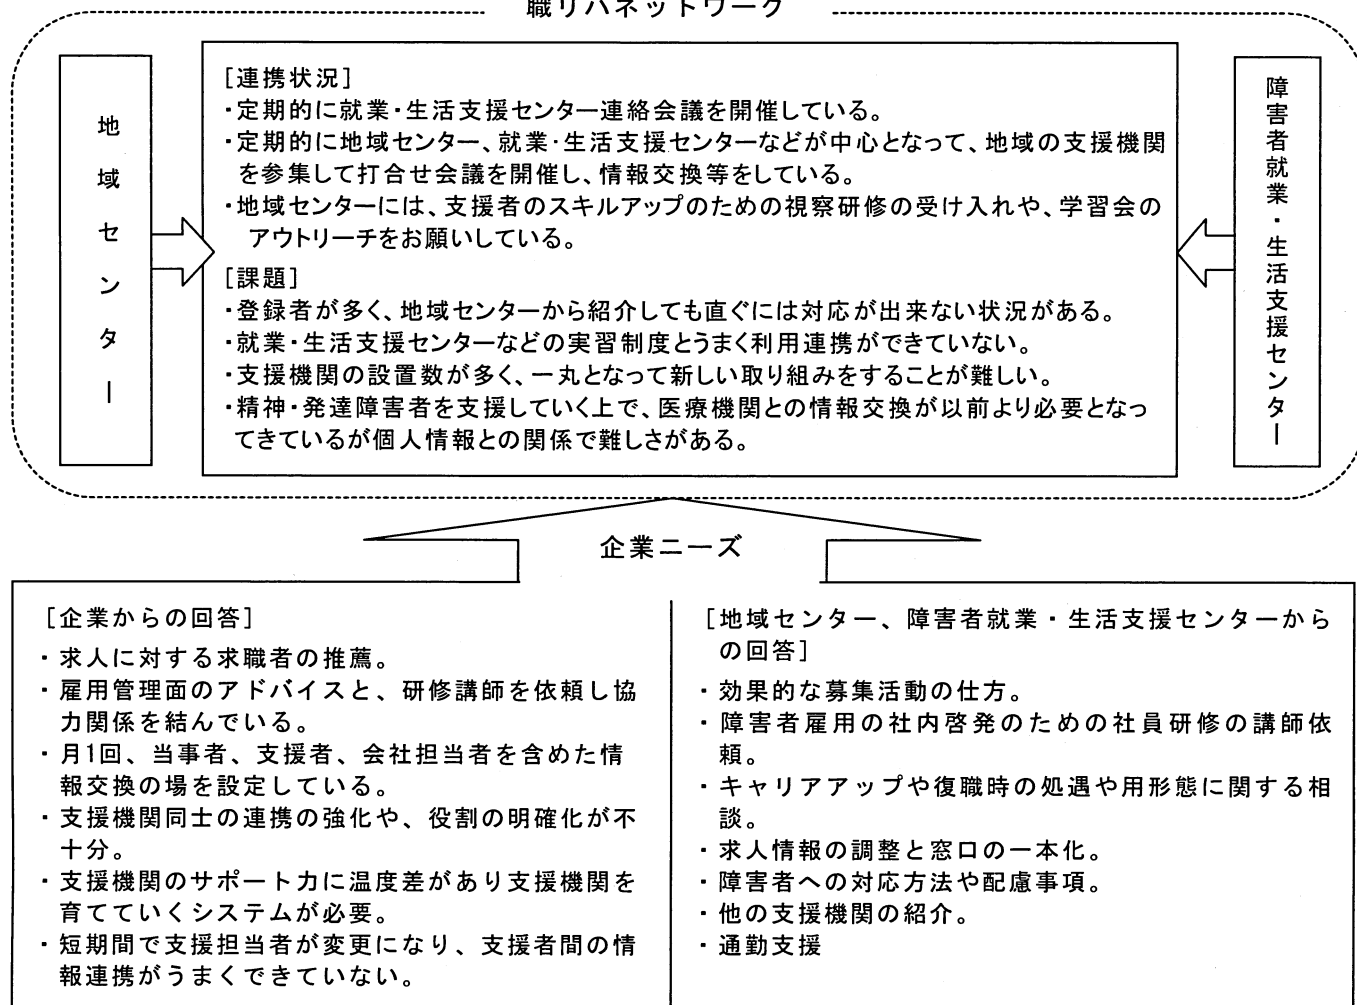 職リハネットワーク
地域センター
[連携状況]
・定期的に就業・生活支援センター連絡会議を開催している。
・定期的に地域センター、就業・生活支援センターなどが中心となって、地域の支援機関
を参集して打合せ会議を開催し、情報交換等をしている。
・地域センターには、支援者のスキルアップのための視察研修の受け入れや、学習会の
アウトリーチをお願いしている。
[課題]
・登録者が多く、地域センターから紹介しても直ぐには対応が出来ない状況がある。
・就業・生活支援センターなどの実習制度とうまく利用連携ができていない。
・支援機関の設置数が多く、一丸となって新しい取り組みをすることが難しい。
・精神・発達障害者を支援していく上で、医療機関との情報交換が以前より必要となっ
てきているが個人情報との関係で難しさがある。
障害者就業・生活支援センター
企業ニーズ
[企業からの回答]
・求人に対する求職者の推薦。
・雇用管理面のアドバイスと、研修講師を依頼し協
力関係を結んでいる。
・月1回、当事者、支援者、会社担当者を含めた情
報交換の場を設定している。
・支援機関同士の連携の強化や、役割の明確化が不
十分。
・支援機関のサポート力に温度差があり支援機関を
育てていくシステムが必要。
・短期間で支援担当者が変更になり、支援者間の情
報連携がうまくできていない。
[地域センター、障害者就業・生活支援センターから
の回答]
・効果的な募集活動の仕方。
・障害者雇用の社内啓発のための社員研修の講師依
頼。
・キャリアアップや復職時の処遇や用形態に関する相
談。
・求人情報の調整と窓口の一本化。
・障害者への対応方法や配慮事項。
・他の支援機関の紹介。
・通勤支援